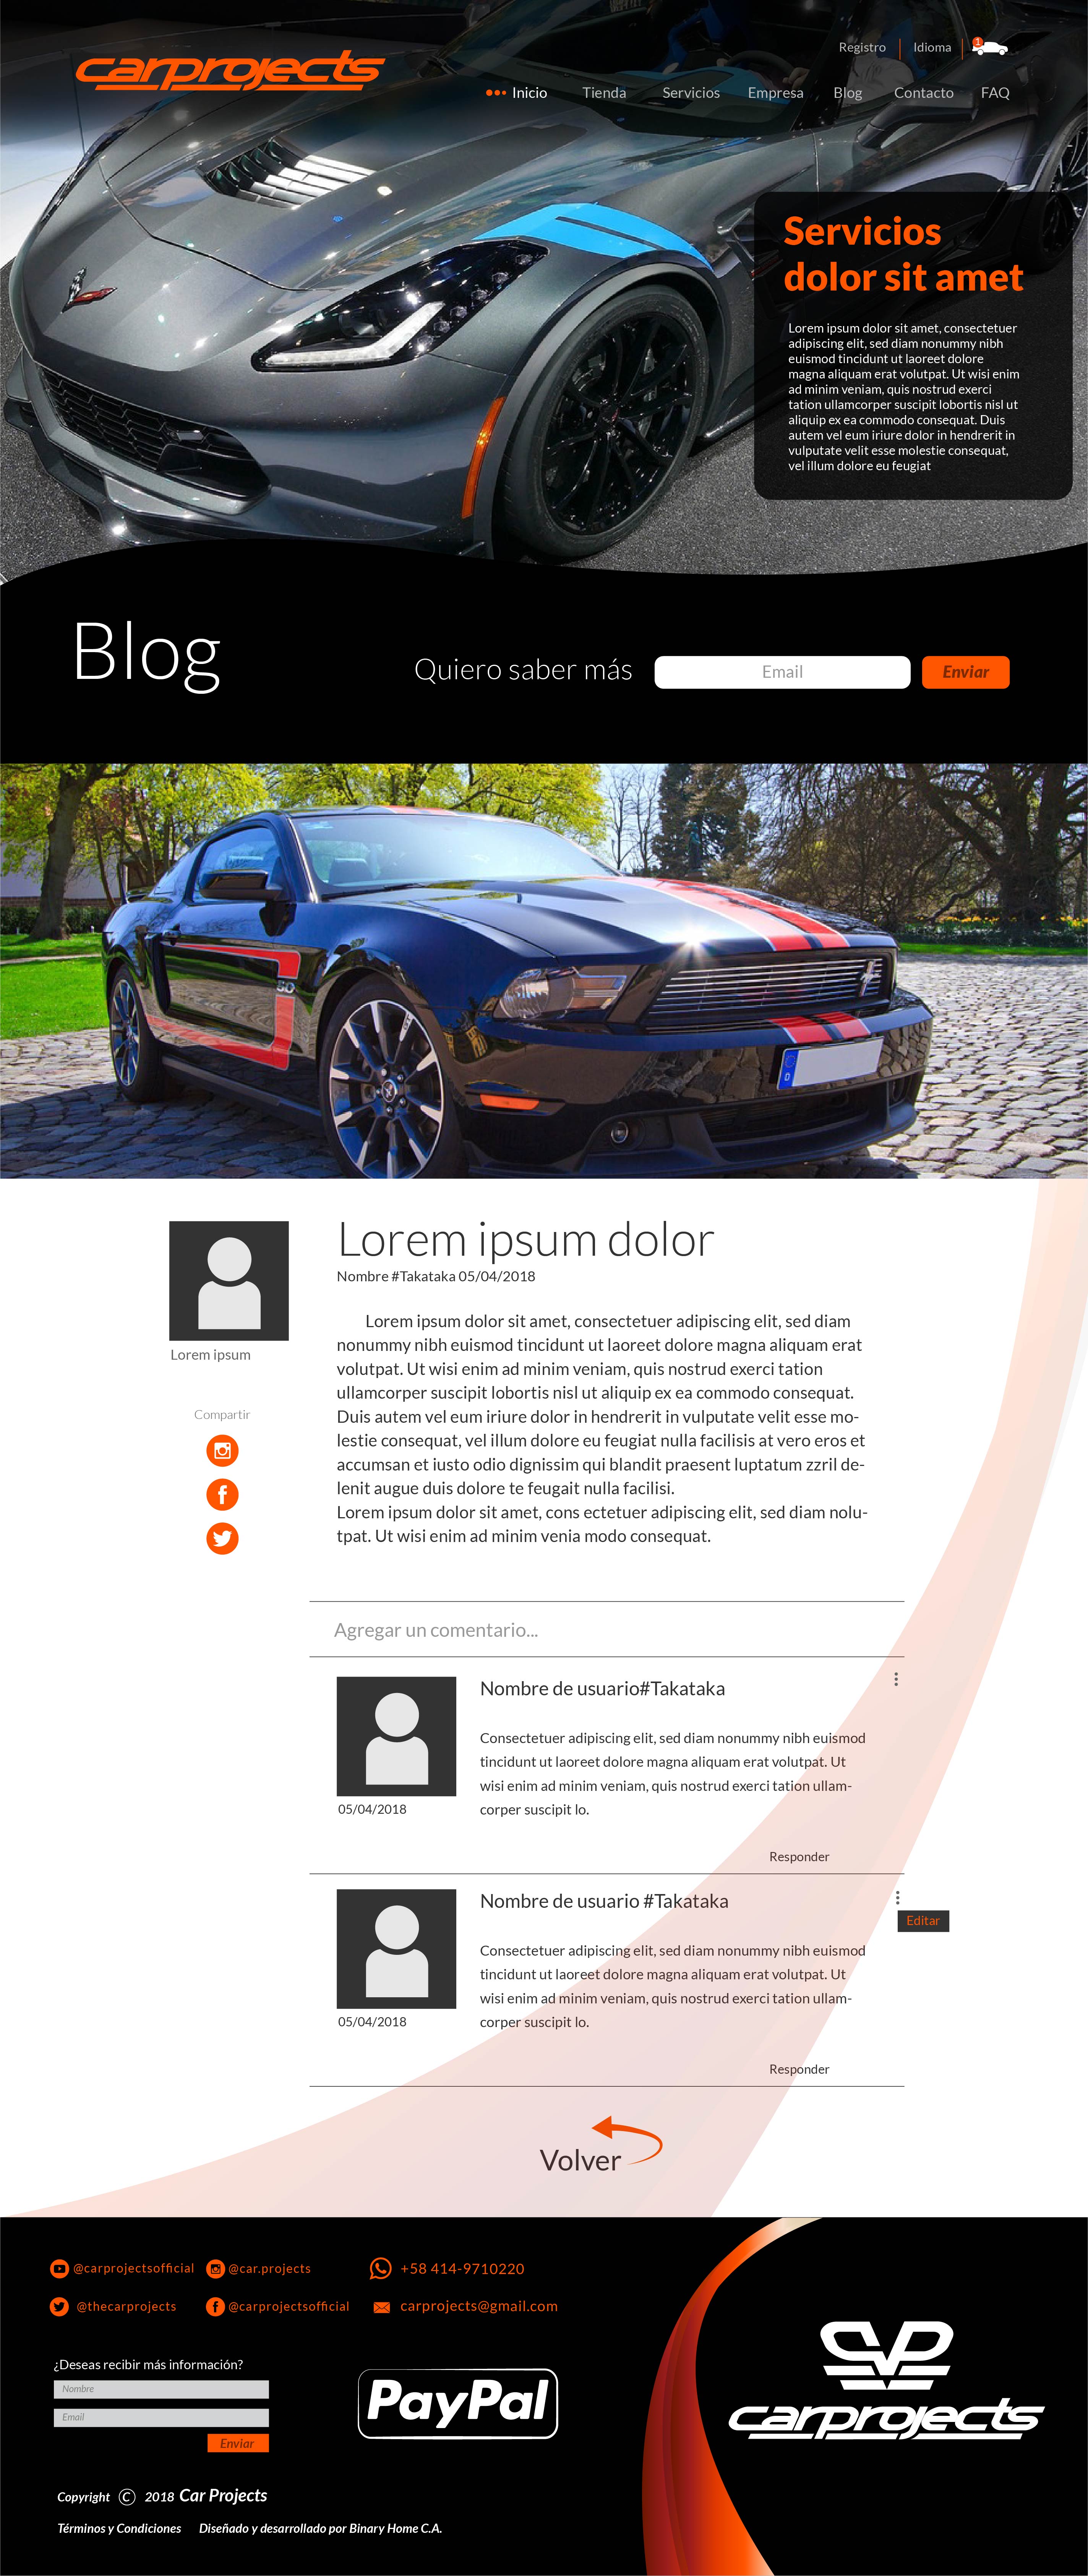 carprojects
Registro
Idioma
1
Inicio
Tienda
Servicios
Empresa
Blog
Contacto
FAQ
Servicios
dolor sit amet
Lorem ipsum dolor sit amet, consectetuer
adipiscing elit, sed diam nonummy nibh
euismod tincidunt ut laoreet dolore
magna aliquam erat volutpat. Ut wisi enim
ad minim veniam, quis nostrud exerci
tation ullamcorper suscipit lobortis nisl ut
aliquip ex ea commodo consequat. Duis
autem vel eum iriure dolor in hendrerit in
vulputate velit esse molestie consequat,
vel illum dolore eu feugiat
Blog
Quiero saber más
Email
Enviar
50
D
Lorem ipsum
Compartir
Lorem ipsum dolor
Nombre #Takataka 05/04/2018
Lorem ipsum dolor sit amet, consectetuer adipiscing elit, sed diam
nonummy nibh euismod tincidunt ut laoreet dolore magna aliquam erat
volutpat. Ut wisi enim ad minim veniam, quis nostrud exerci tation
ullamcorper suscipit lobortis nisl ut aliquip ex ea commodo consequat.
Duis autem vel eum iriure dolor in hendrerit in vulputate velit esse mo-
lestie consequat, vel illum dolore eu feugiat nulla facilisis at vero eros et
accumsan et iusto odio dignissim qui blandit praesent luptatum zzril de-
lenit augue duis dolore te feugait nulla facilisi.
Lorem ipsum dolor sit amet, cons ectetuer adipiscing elit, sed diam nolu-
tpat. Ut wisi enim ad minim venia modo consequat.
Agregar un comentario...
Nombre de usuario#Takataka
Consectetuer adipiscing elit, sed diam nonummy nibh euismod
tincidunt ut laoreet dolore magna aliquam erat volutpat. Ut
wisi enim ad minim veniam, quis nostrud exerci tation ullam-
corper suscipit lo.
05/04/2018
Responder
Nombre de usuario #Takataka
Editar
Consectetuer adipiscing elit, sed diam nonummy nibh euismod
tincidunt ut laoreet dolore magna aliquam erat volutpat. Ut
wisi enim ad minim veniam, quis nostrud exerci tation ullam-
corper suscipit lo.
05/04/2018
Responder
Volver
@carprojectsofficial
@car.projects
+58 414-9710220
@thecarprojects
@carprojectsofficial
carprojects@gmail.com
¿Deseas recibir más información?
Nombre
Email
Enviar
PayPal
carprojects
Copyright © 2018 Car Projects
Términos y Condiciones
Diseñado y desarrollado por Binary Home C.A.